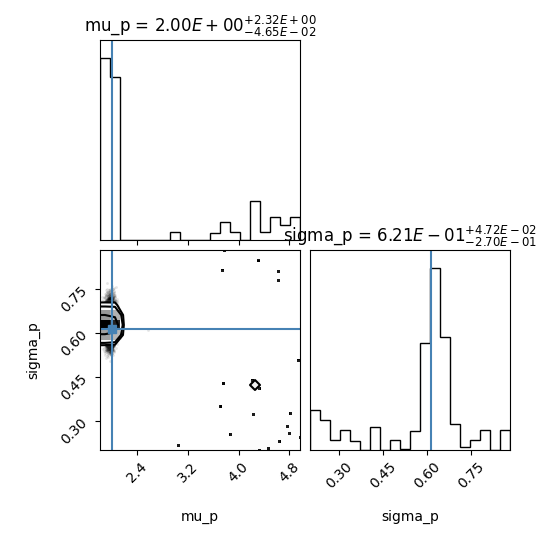 mu_p = 2.00E+00+2.32E+00
-4.65E-02
sigma_p = 6.21E-01+4.72E-02
-2.70E-01
0.75
0.60
0.45
0.30
sigma_p
2.4 3.2 4.0 4.8
mu_p
0.30 0.45 0.60 0.75
sigma_p